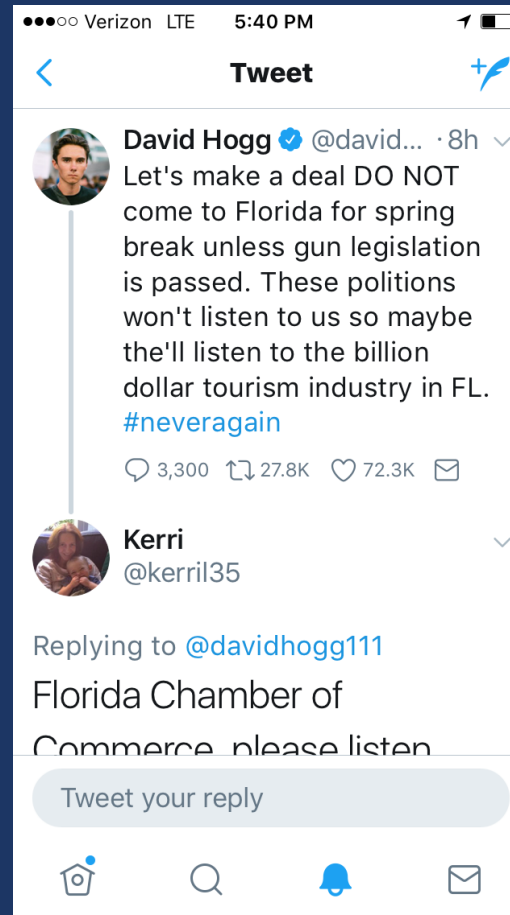 Verizon LTE 5:40 PM
Tweet
David Hogg @david... · 8h
Let's make a deal DO NOT
come to Florida for spring
break unless gun legislation
is passed. These politions
won't listen to us so maybe
the'll listen to the billion
dollar tourism industry in FL.
#neveragain
3,300 27.8K 72.3K
Kerri
@kerril35
Replying to @davidhogg111
Florida Chamber of
Commerce, please listen
Tweet your reply